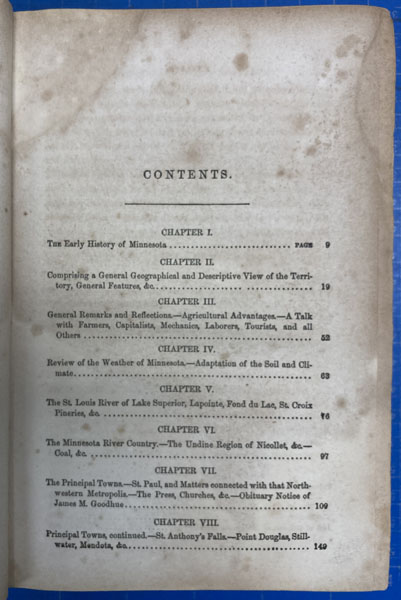 CONTENTS.
CHAPTER I.
The Early History of Minnesota ............................ PAGE 9
CHAPTER II.
Comprising a General Geographical and Descriptive View of the Terri-
tory, General Features, &c. .................................... 19
CHAPTER III.
General Remarks and Reflections.—Agricultural Advantages.—A Talk
with Farmers, Capitalists, Mechanics, Laborers, Tourists, and all
Others ........................................................ 52
CHAPTER IV.
Review of the Weather of Minnesota.—Adaptation of the Soil and Cli-
mate .......................................................... 63
CHAPTER V.
The St. Louis River of Lake Superior, Lapointe, Fond du Lac, St. Croix
Pineries, &c. .................................................. 76
CHAPTER VI.
The Minnesota River Country.—The Undine Region of Nicollet, &c.—
Coal, &c. ...................................................... 97
CHAPTER VII.
The Principal Towns.—St. Paul, and Matters connected with that North-
western Metropolis.—The Press, Churches, &c.—Obituary Notice of
James M. Goodhue .............................................. 109
CHAPTER VIII.
Principal Towns, continued.—St. Anthony's Falls.—Point Douglas, Still-
water, Mendota, &c. ............................................ 149